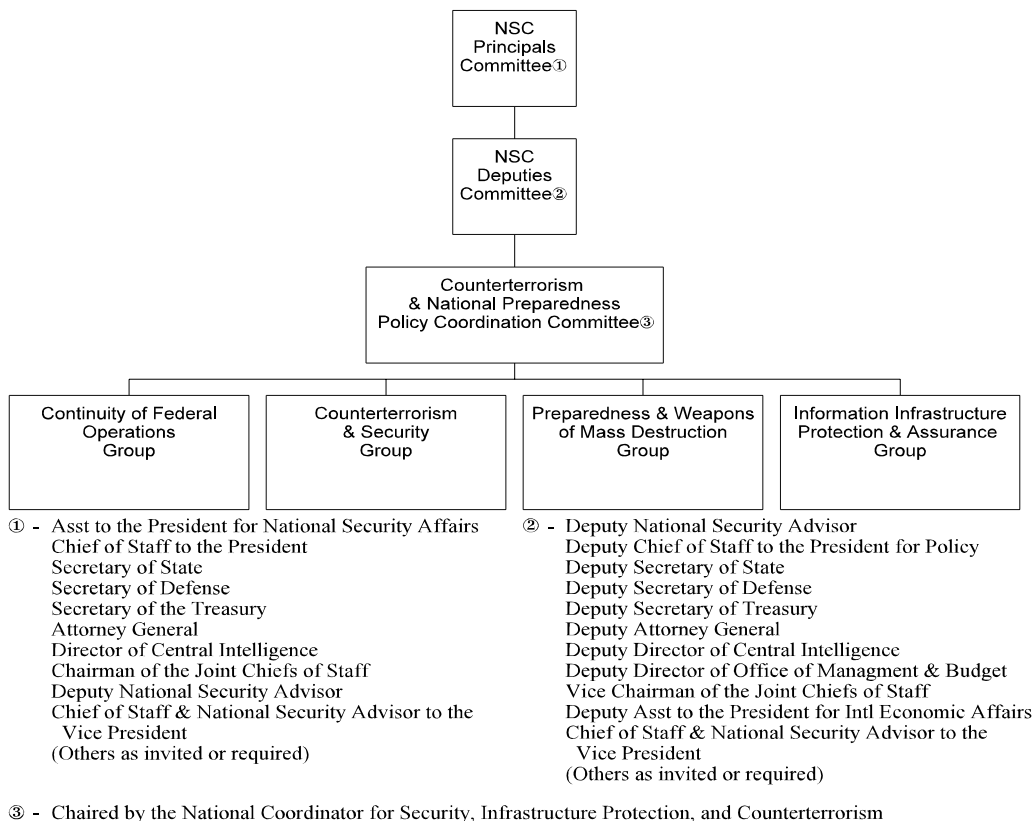 NSC
Principals
Committee①
NSC
Deputies
Committee②
Counterterrorism
& National Preparedness
Policy Coordination Committee③
Continuity of Federal
Operations
Group
Counterterrorism
& Security
Group
Preparedness & Weapons
of Mass Destruction
Group
Information Infrastructure
Protection & Assurance
Group
① - Asst to the President for National Security Affairs
Chief of Staff to the President
Secretary of State
Secretary of Defense
Secretary of the Treasury
Attorney General
Director of Central Intelligence
Chairman of the Joint Chiefs of Staff
Deputy National Security Advisor
Chief of Staff & National Security Advisor to the
Vice President
(Others as invited or required)
② - Deputy National Security Advisor
Deputy Chief of Staff to the President for Policy
Deputy Secretary of State
Deputy Secretary of Defense
Deputy Secretary of Treasury
Deputy Attorney General
Deputy Director of Central Intelligence
Deputy Director of Office of Managment & Budget
Vice Chairman of the Joint Chiefs of Staff
Deputy Asst to the President for Intl Economic Affairs
Chief of Staff & National Security Advisor to the
Vice President
(Others as invited or required)
③ - Chaired by the National Coordinator for Security, Infrastructure Protection, and Counterterrorism